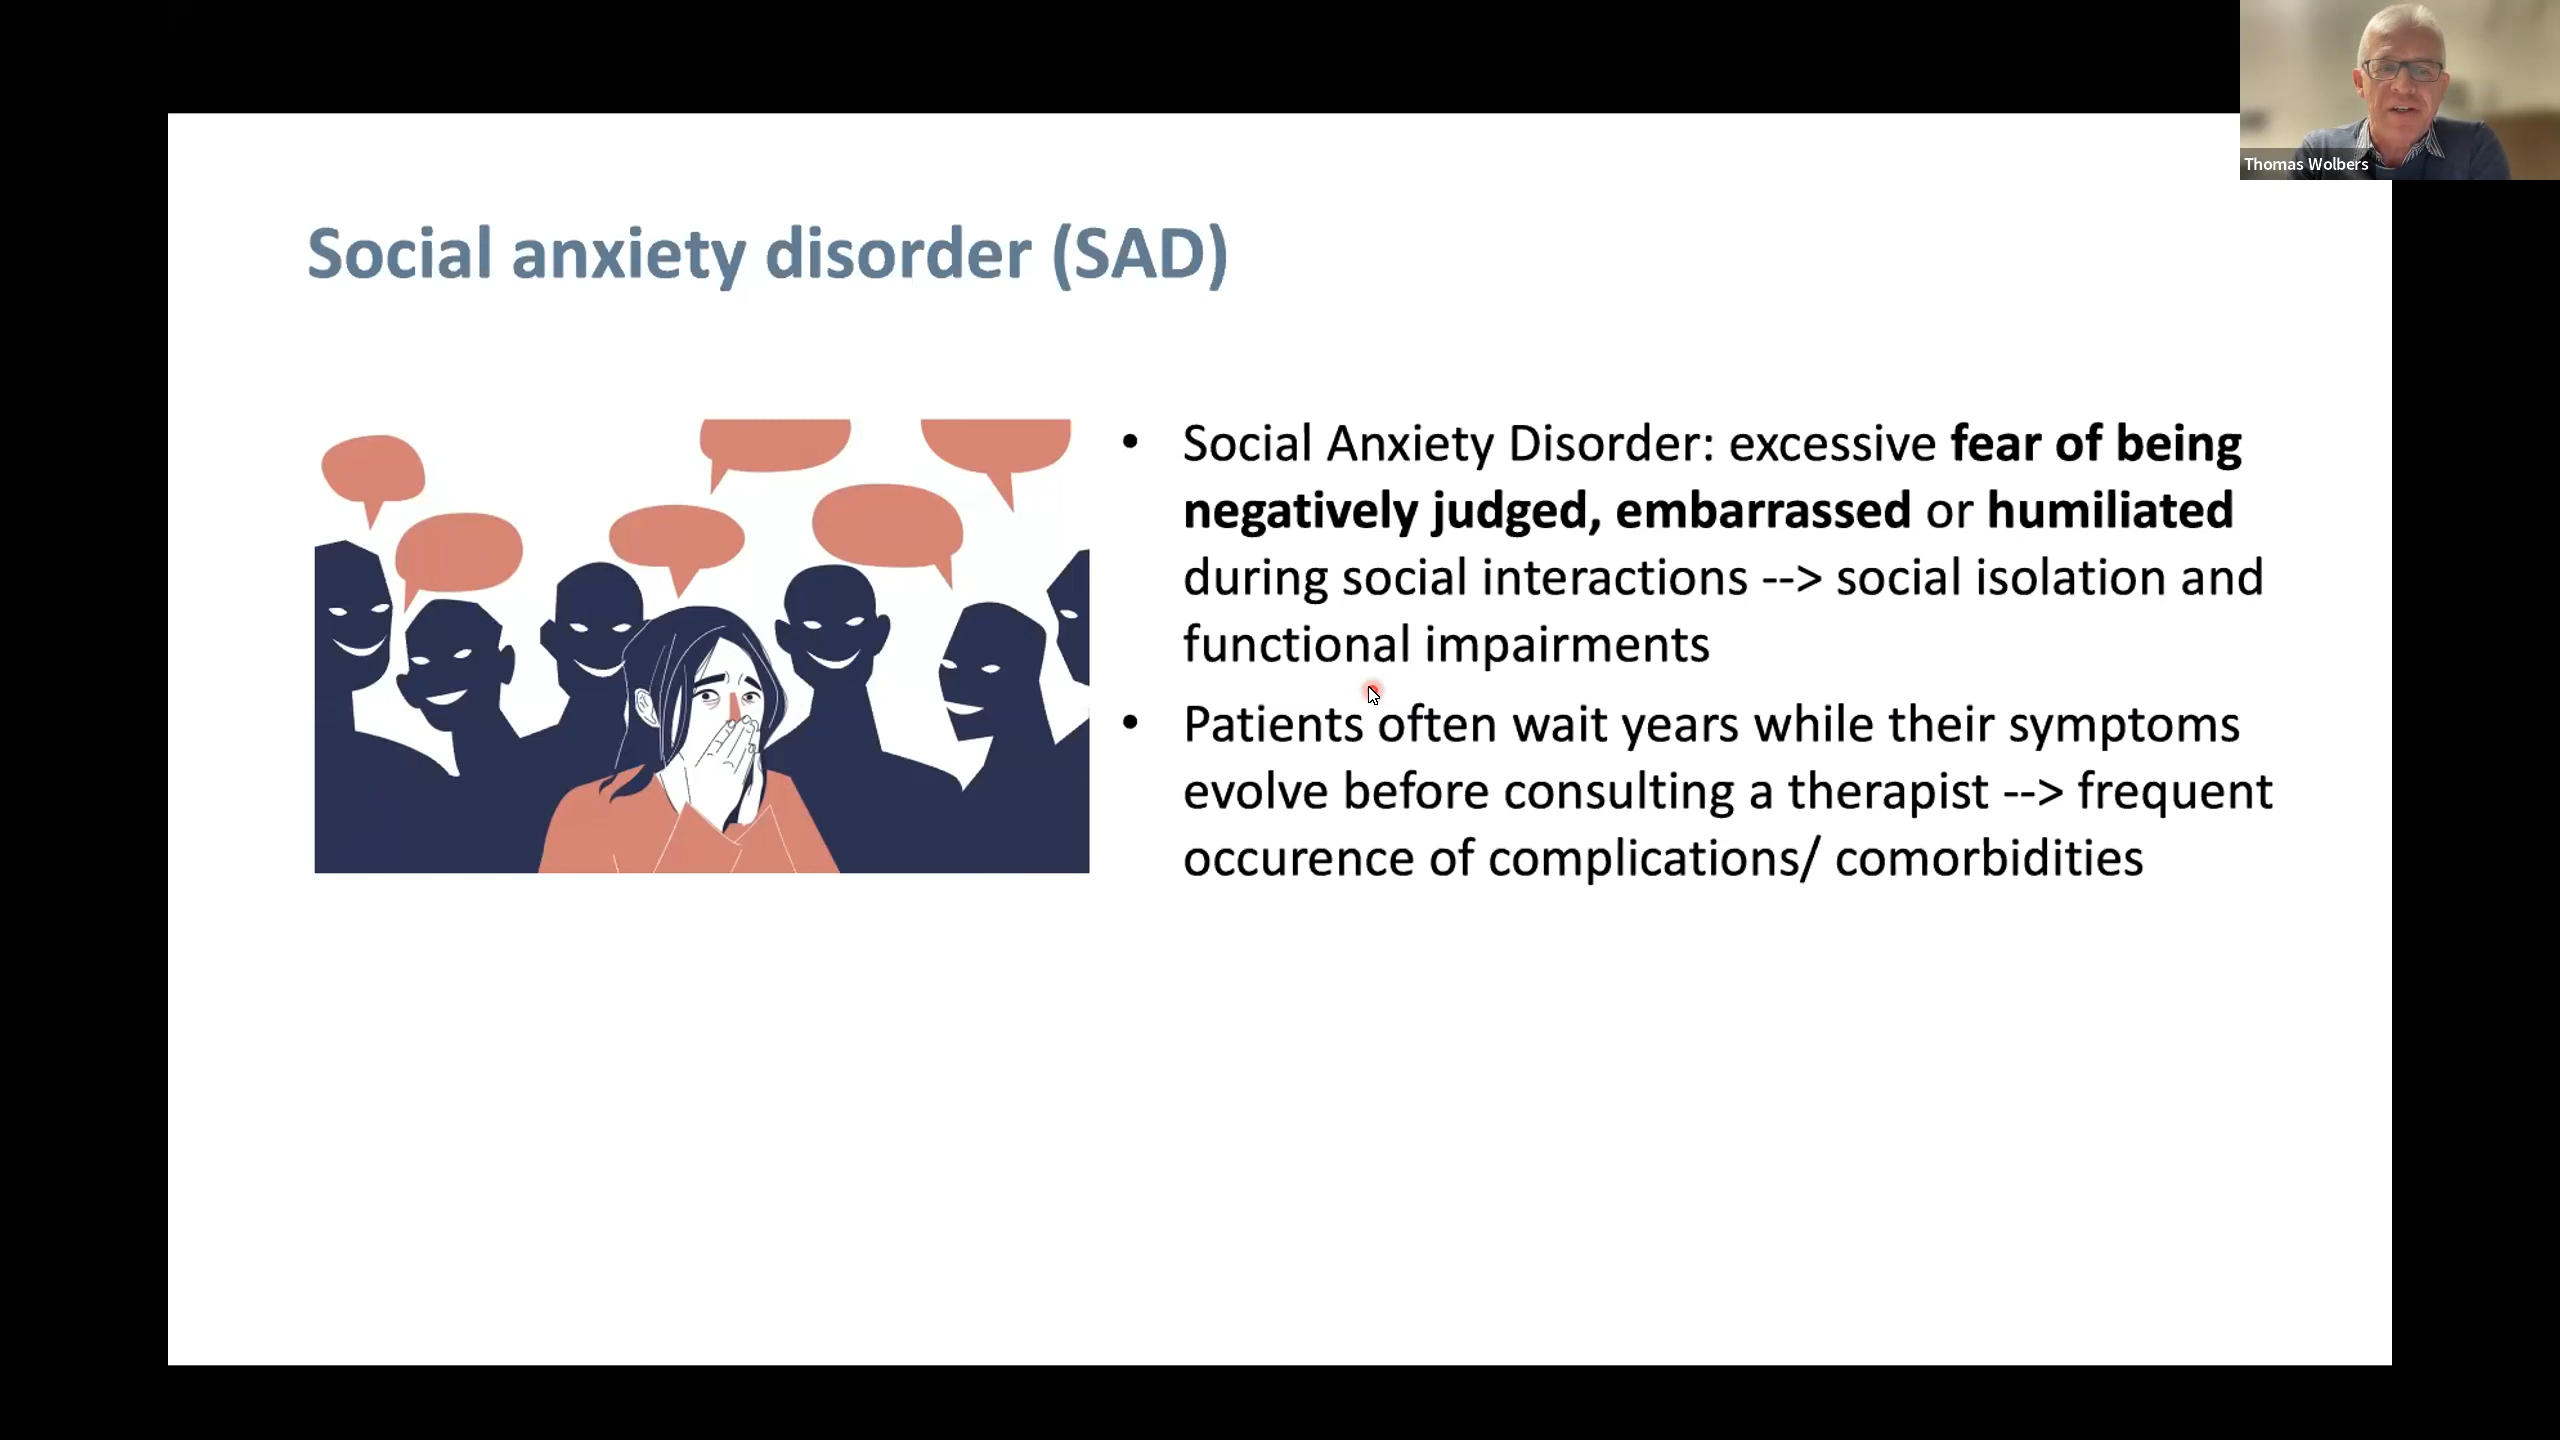 Thomas Wolbers
Social anxiety disorder (SAD)
• Social Anxiety Disorder: excessive fear of being
negatively judged, embarrassed or humiliated
during social interactions --> social isolation and
functional impairments
• Patients often wait years while their symptoms
evolve before consulting a therapist --> frequent
occurence of complications/ comorbidities